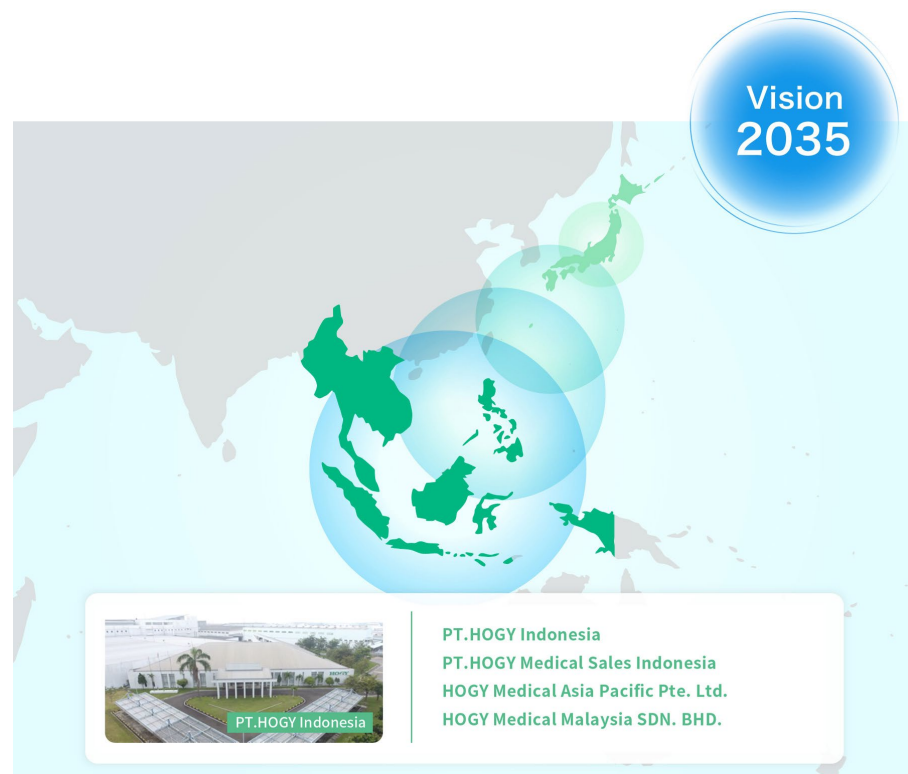 Vision
2035
PT.HOGY Indonesia
PT.HOGY Indonesia
PT.HOGY Medical Sales Indonesia
HOGY Medical Asia Pacific Pte. Ltd.
HOGY Medical Malaysia SDN. BHD.